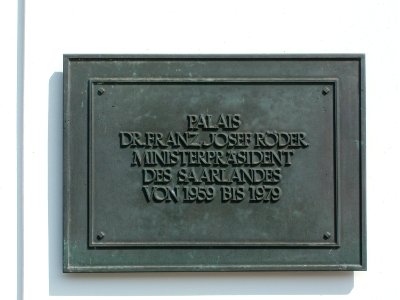 PALAIS
DR. FRANZ JOSEF RÖDER
MINISTERPRÄSIDENT
DES SAARLANDES
VON 1959 BIS 1979